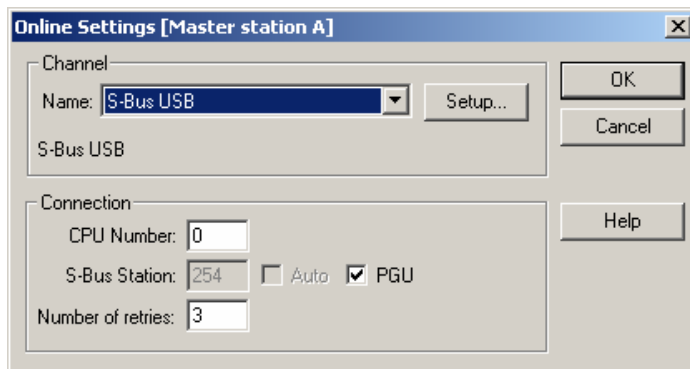 Online Settings [Master station A]
Channel
Name: S-Bus USB Setup...
S-Bus USB
OK
Cancel
Connection
CPU Number: 0
S-Bus Station: 254 Auto PGU
Number of retries: 3
Help